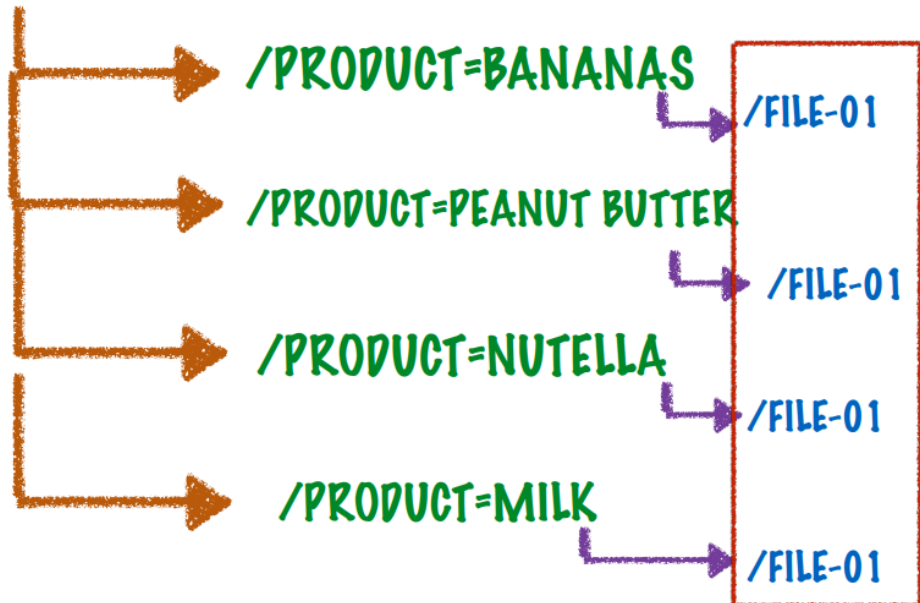 /PRODUCT=BANANAS
/FILE-01
/PRODUCT=PEANUT BUTTER
/FILE-01
/PRODUCT=NUTELLA
/FILE-01
/PRODUCT=MILK
/FILE-01